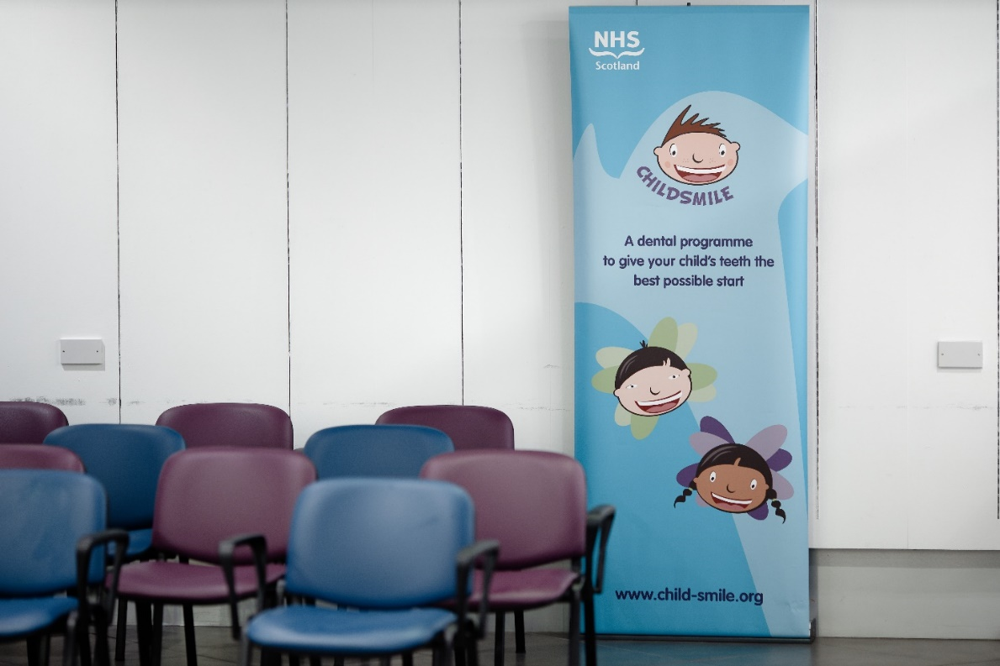 NHS
Scotland
CHILDSMILE
A dental programme
to give your child's teeth the
best possible start
www.child-smile.org